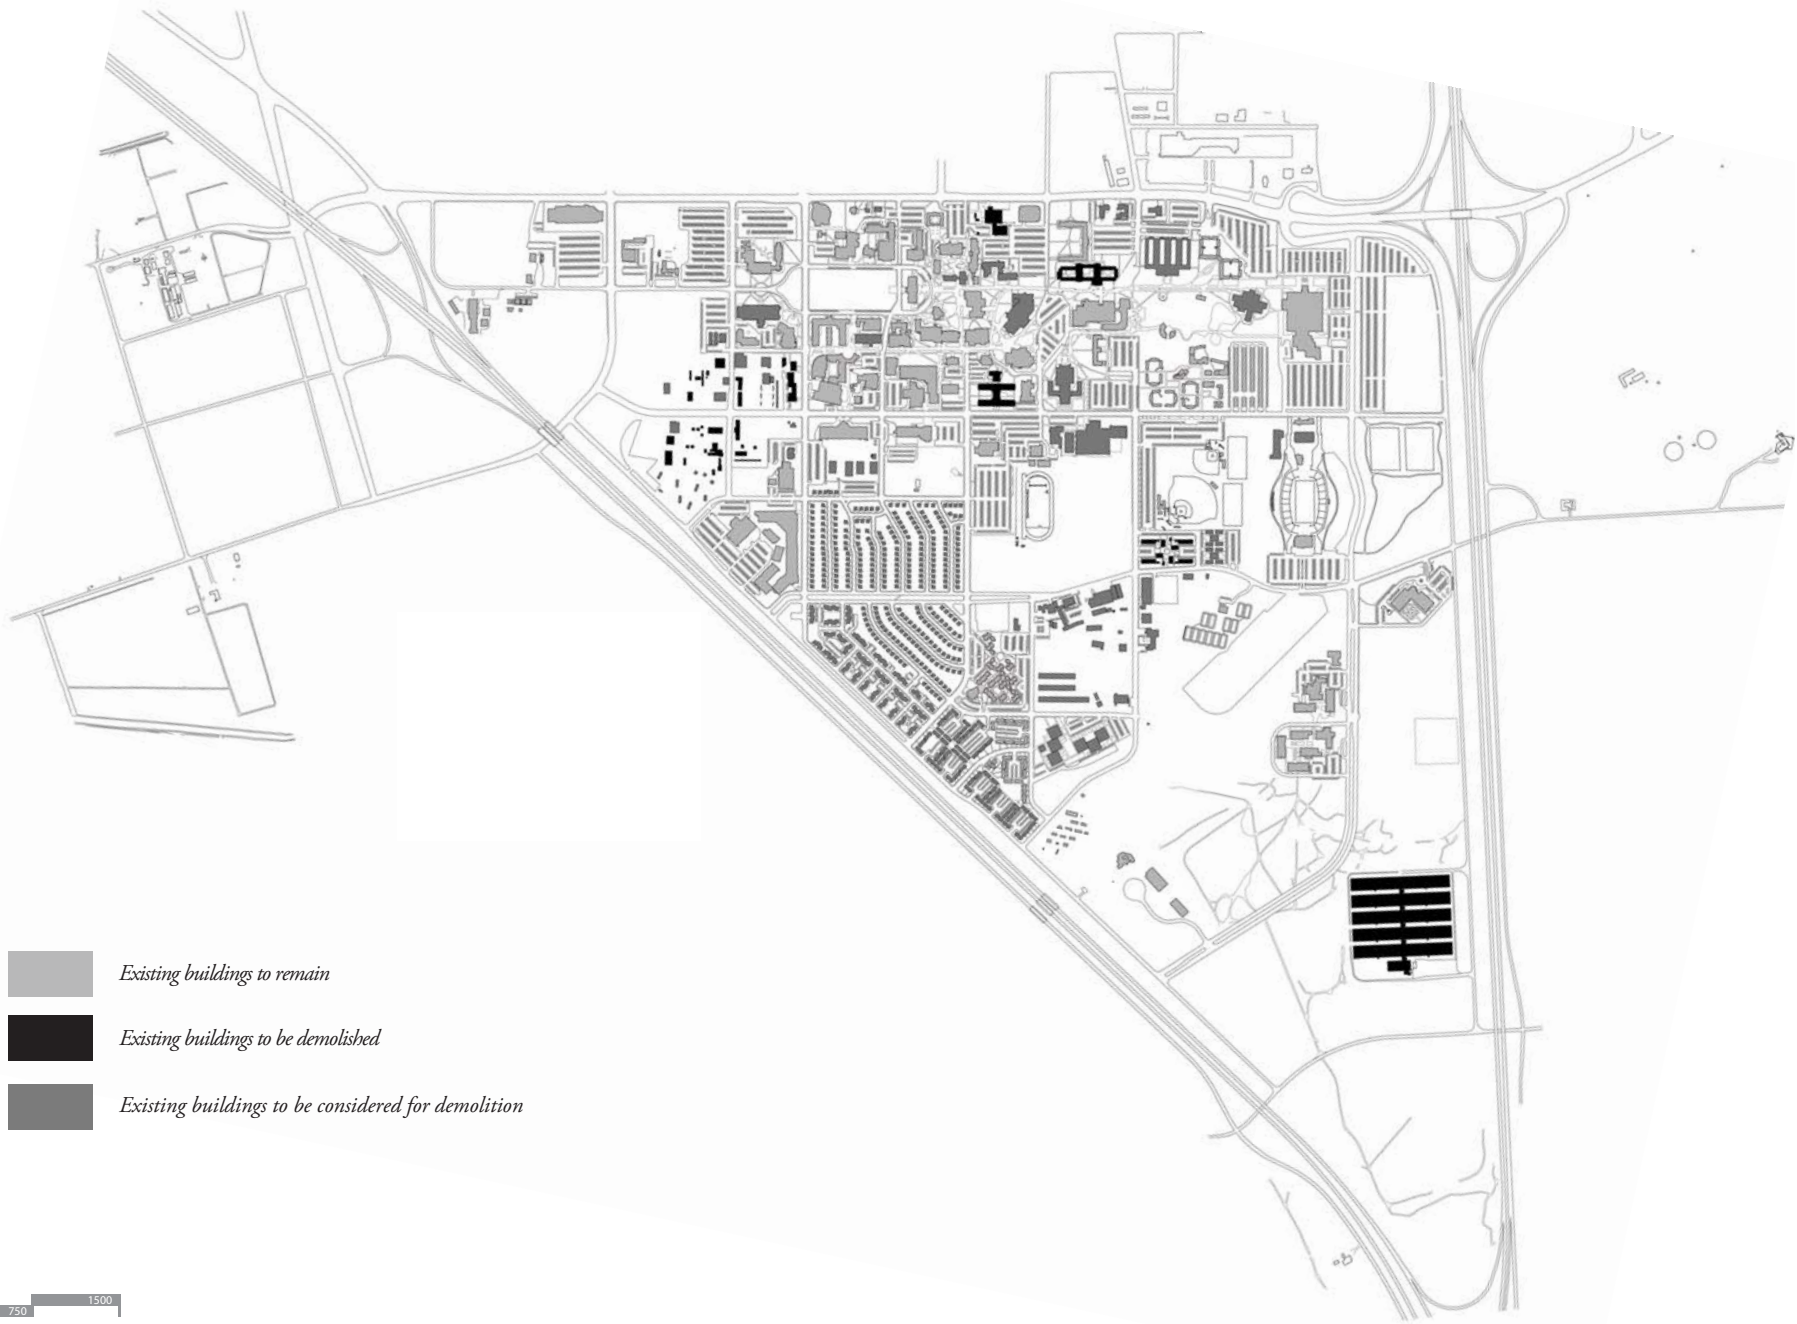 Existing buildings to remain
Existing buildings to be demolished
Existing buildings to be considered for demolition
1500
750